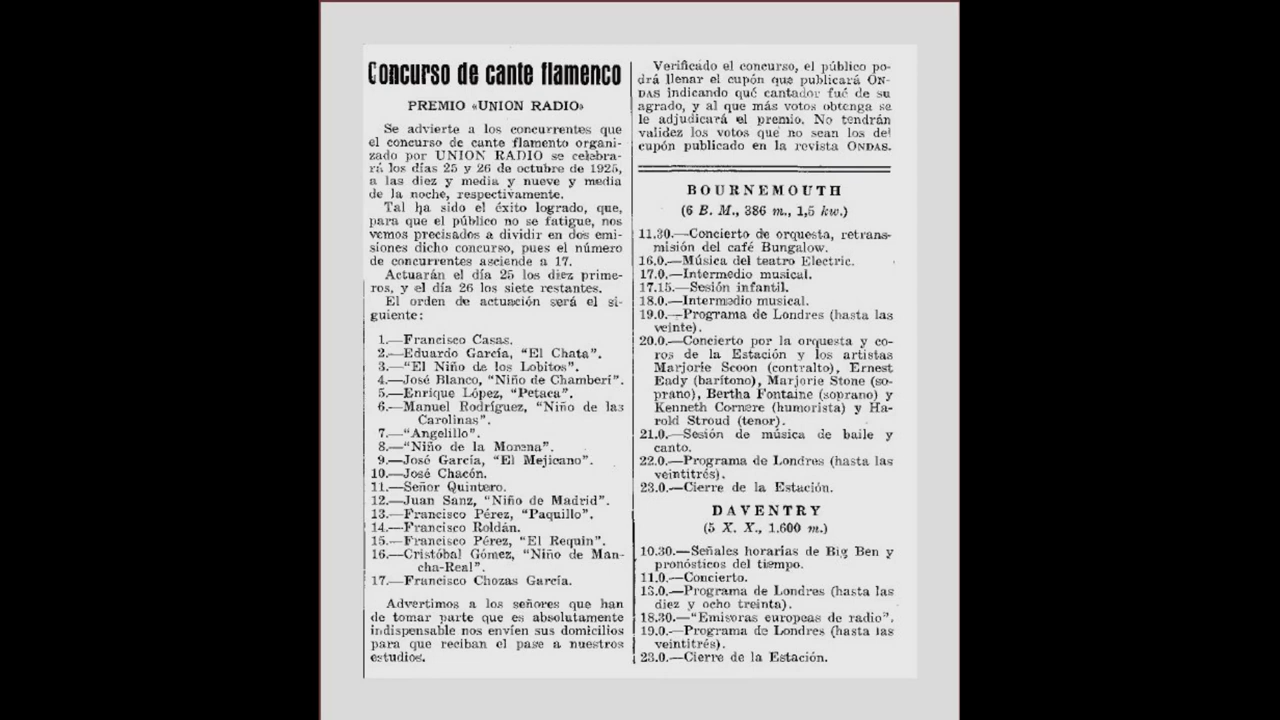 Concurso de cante flamenco
PREMIO «UNION RADIO»
Se advierte a los concurrentes que
el concurso de cante flamento organi-
zado por UNION RADIO se celebra-
rá los días 25 y 26 de octubre de 1925,
a las diez y media y nueve y media
de la noche, respectivamente.
Tal ha sido el éxito logrado, que,
para que el público no se fatigue, nos
vemos precisados a dividir en dos emi-
siones dicho concurso, pues el número
de concurrentes asciende a 17.
Actuarán el día 25 los diez prime-
ros, y el día 26 los siete restantes.
El orden de actuación será el si-
guiente:
1.—Francisco Casas.
2.—Eduardo García, "El Chata".
3.—"El Niño de los Lobitos".
4.—José Blanco, "Niño de Chamberí".
5.—Enrique López, "Petaca".
6.—Manuel Rodríguez, "Niño de las
Carolinas".
7.—"Angelillo".
8.—"Niño de la Morena".
9.—José García, "El Mejicano".
10.—José Chacón.
11.—Señor Quintero.
12.—Juan Sanz, "Niño de Madrid".
13.—Francisco Pérez, "Paquillo".
14.—Francisco Roldán.
15.—Francisco Pérez, "El Requin".
16.—Cristóbal Gómez, "Niño de Man-
cha-Real".
17.—Francisco Chozas García.
Advertimos a los señores que han
de tomar parte que es absolutamente
indispensable nos envíen sus domicilios
para que reciban el pase a nuestros
estudios.
Verificado el concurso, el público po-
drá llenar el cupón que publicará ON-
DAS indicando qué cantador fué de su
agrado, y al que más votos obtenga se
le adjudicará el premio. No tendrán
validez los votos que no sean los del
cupón publicado en la revista ONDAS.
BOURNEMOUTH
(6 B. M., 386 m., 1,5 kw.)
11.30.—Concierto de orquesta, retrans-
misión del café Bungalow.
16.0.—Música del teatro Electric.
17.0.—Intermedio musical.
17.15.—Sesión infantil.
18.0.—Intermedio musical.
19.0.—Programa de Londres (hasta las
veinte).
20.0.—Concierto por la orquesta y co-
ros de la Estación y los artistas
Marjorie Scoon (contralto), Ernest
Eady (barítono), Marjorie Stone (so-
prano), Bertha Fontaine (soprano) y
Kenneth Cornere (humorista) y Ha-
rold Stroud (tenor).
21.0.—Sesión de música de baile y
canto.
22.0.—Programa de Londres (hasta las
veintitrés).
23.0.—Cierre de la Estación.
DAVENTRY
(5 X. X., 1.600 m.)
10.30.—Señales horarias de Big Ben y
pronósticos del tiempo.
11.0.—Concierto.
13.0.—Programa de Londres (hasta las
diez y ocho treinta).
18.30.—"Emisoras europeas de radio".
19.0.—Programa de Londres (hasta las
veintitrés).
23.0.—Cierre de la Estación.